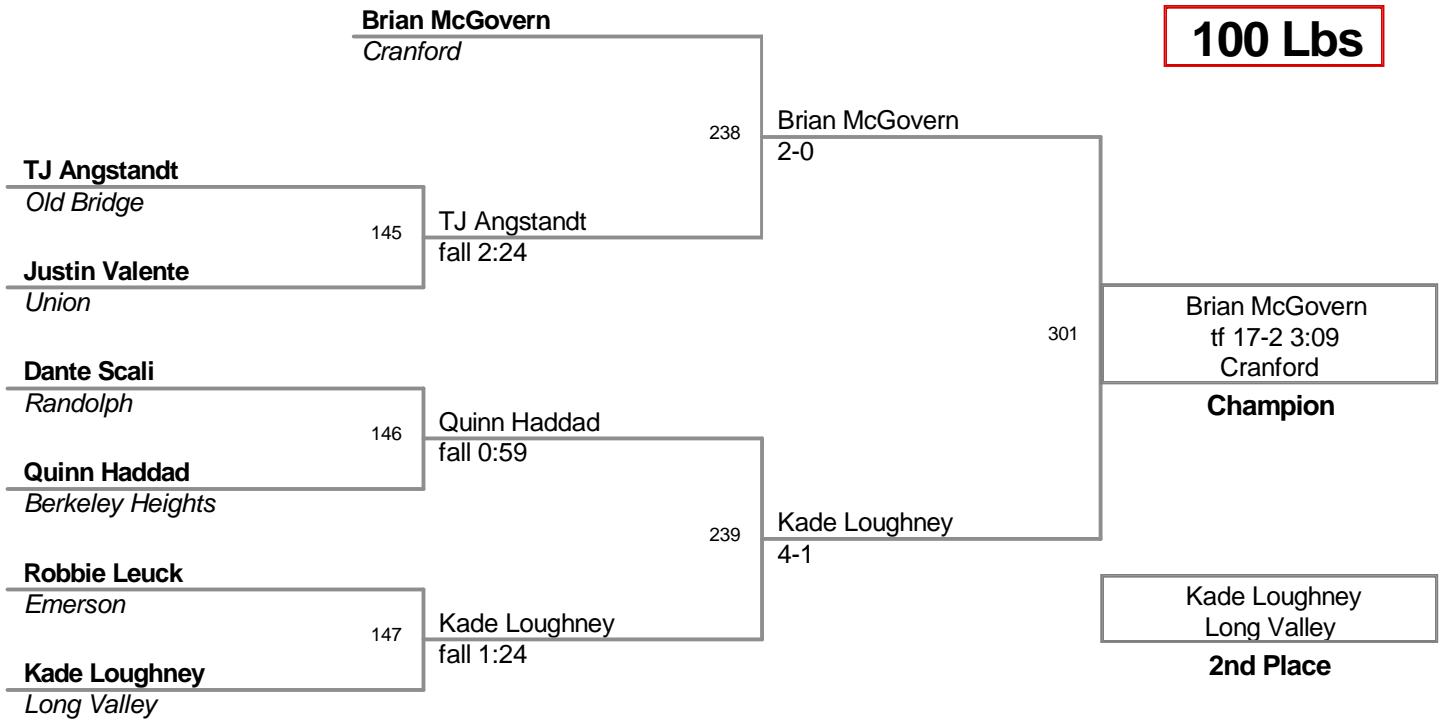 Brian McGovern
Cranford
100 Lbs
238
Brian McGovern
2-0
TJ Angstandt
Old Bridge
145
TJ Angstandt
fall 2:24
Justin Valente
Union
301
Brian McGovern
tf 17-2 3:09
Cranford
Champion
Dante Scali
Randolph
146
Quinn Haddad
fall 0:59
Quinn Haddad
Berkeley Heights
239
Kade Loughney
4-1
Robbie Leuck
Emerson
147
Kade Loughney
fall 1:24
Kade Loughney
Long Valley
Kade Loughney
Long Valley
2nd Place